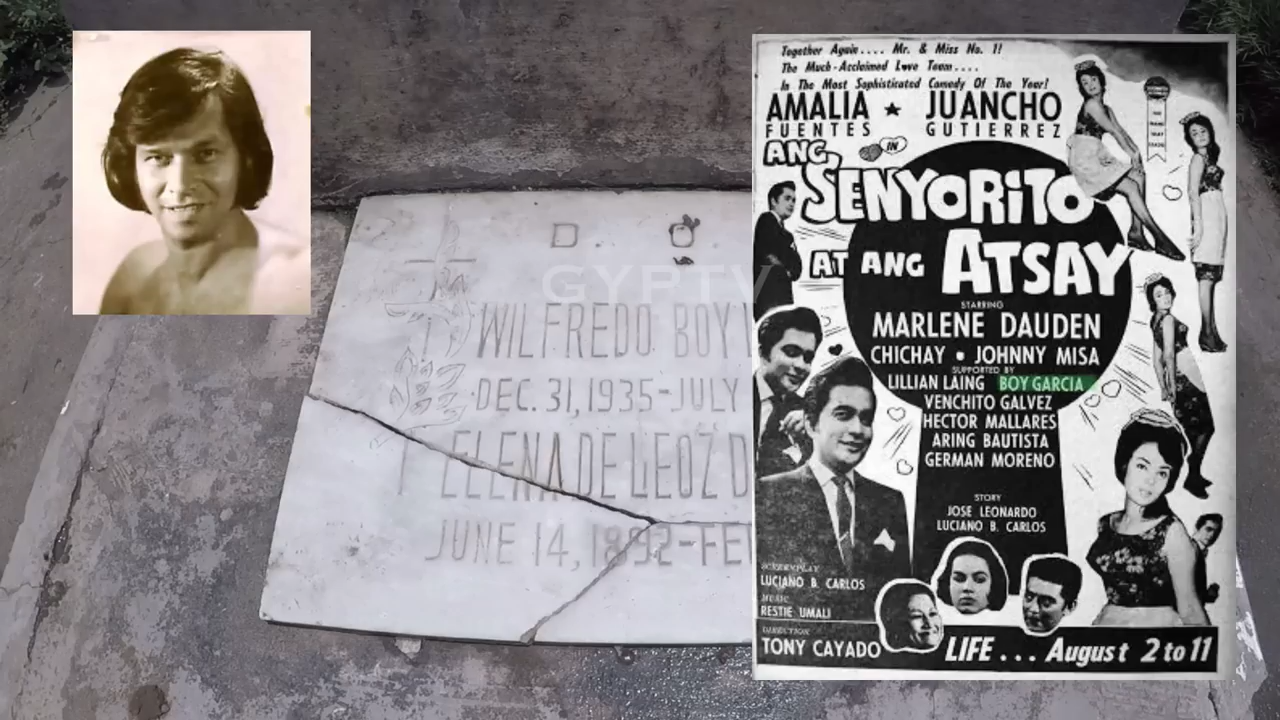 D. O.
GYPTV
WILFREDO BOY
DEC. 31, 1935-JULY
ELENA DE LEOZ D
JUNE 14, 1892-FE
Together Again.... Mr. & Miss No. 1!
The Much-Acclaimed Love Team....
In The Most Sophisticated Comedy Of The Year!
AMALIA ★ JUANCHO
FUENTES GUTIERREZ
IN
ANG
SENYORITO
AT ANG ATSAY
STARRING
MARLENE DAUDEN
CHICHAY • JOHNNY MISA
SUPPORTED BY
LILLIAN LAING BOY GARCIA
VENCHITO GALVEZ
HECTOR MALLARES
ARING BAUTISTA
GERMAN MORENO
STORY
JOSE LEONARDO
LUCIANO B. CARLOS
SCREENPLAY
LUCIANO B. CARLOS
MUSIC
RESTIE UMALI
DIRECTION
TONY CAYADO
LIFE... August 2 to 11